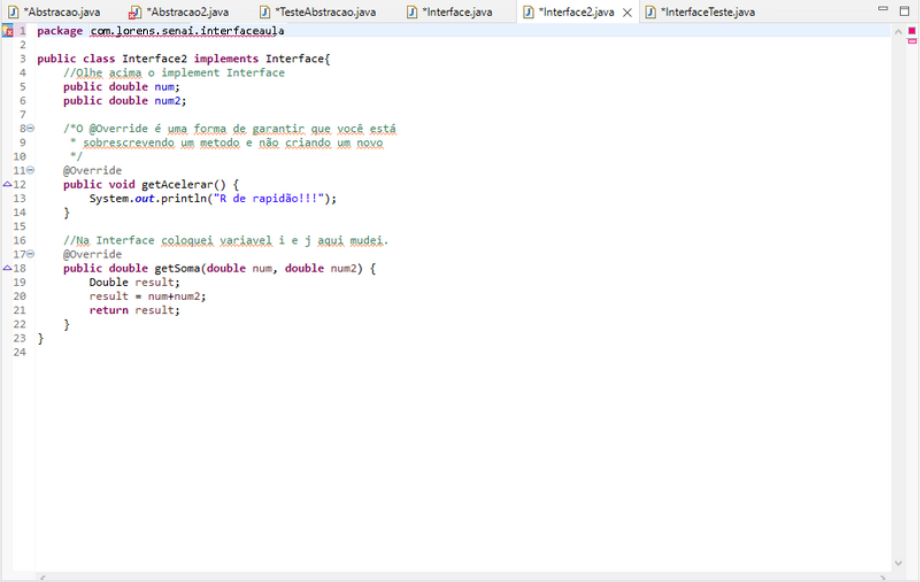 *Abstracao.java *Abstracao2.java *TesteAbstracao.java *Interface.java *Interface2.java *InterfaceTeste.java
1 package com.lorens.senai.interfaceaula
2
3 public class Interface2 implements Interface{
4 //Olhe acima o implement Interface
5 public double num;
6 public double num2;
7
8 /*O @Override é uma forma de garantir que você está
9 * sobrescrevendo um metodo e não criando um novo
10 */
11 @Override
12 public void getAcelerar() {
13 System.out.println("R de rapidão!!!");
14 }
15
16 //Na Interface coloquei variavel i e j aqui mudei.
17 @Override
18 public double getSoma(double num, double num2) {
19 Double result;
20 result = num+num2;
21 return result;
22 }
23 }
24